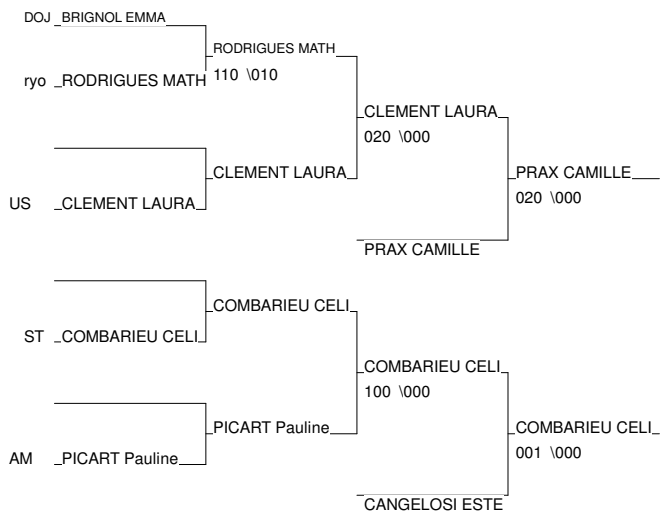 DOJ BRIGNOL EMMA
RODRIGUES MATH
ryo RODRIGUES MATH 110 \010
CLEMENT LAURA
020 \000
CLEMENT LAURA PRAX CAMILLE
US CLEMENT LAURA 020 \000
PRAX CAMILLE
COMBARIEU CELI
ST COMBARIEU CELI
COMBARIEU CELI
100 \000
PICART Pauline COMBARIEU CELI
AM PICART Pauline 001 \000
CANGELOSI ESTE